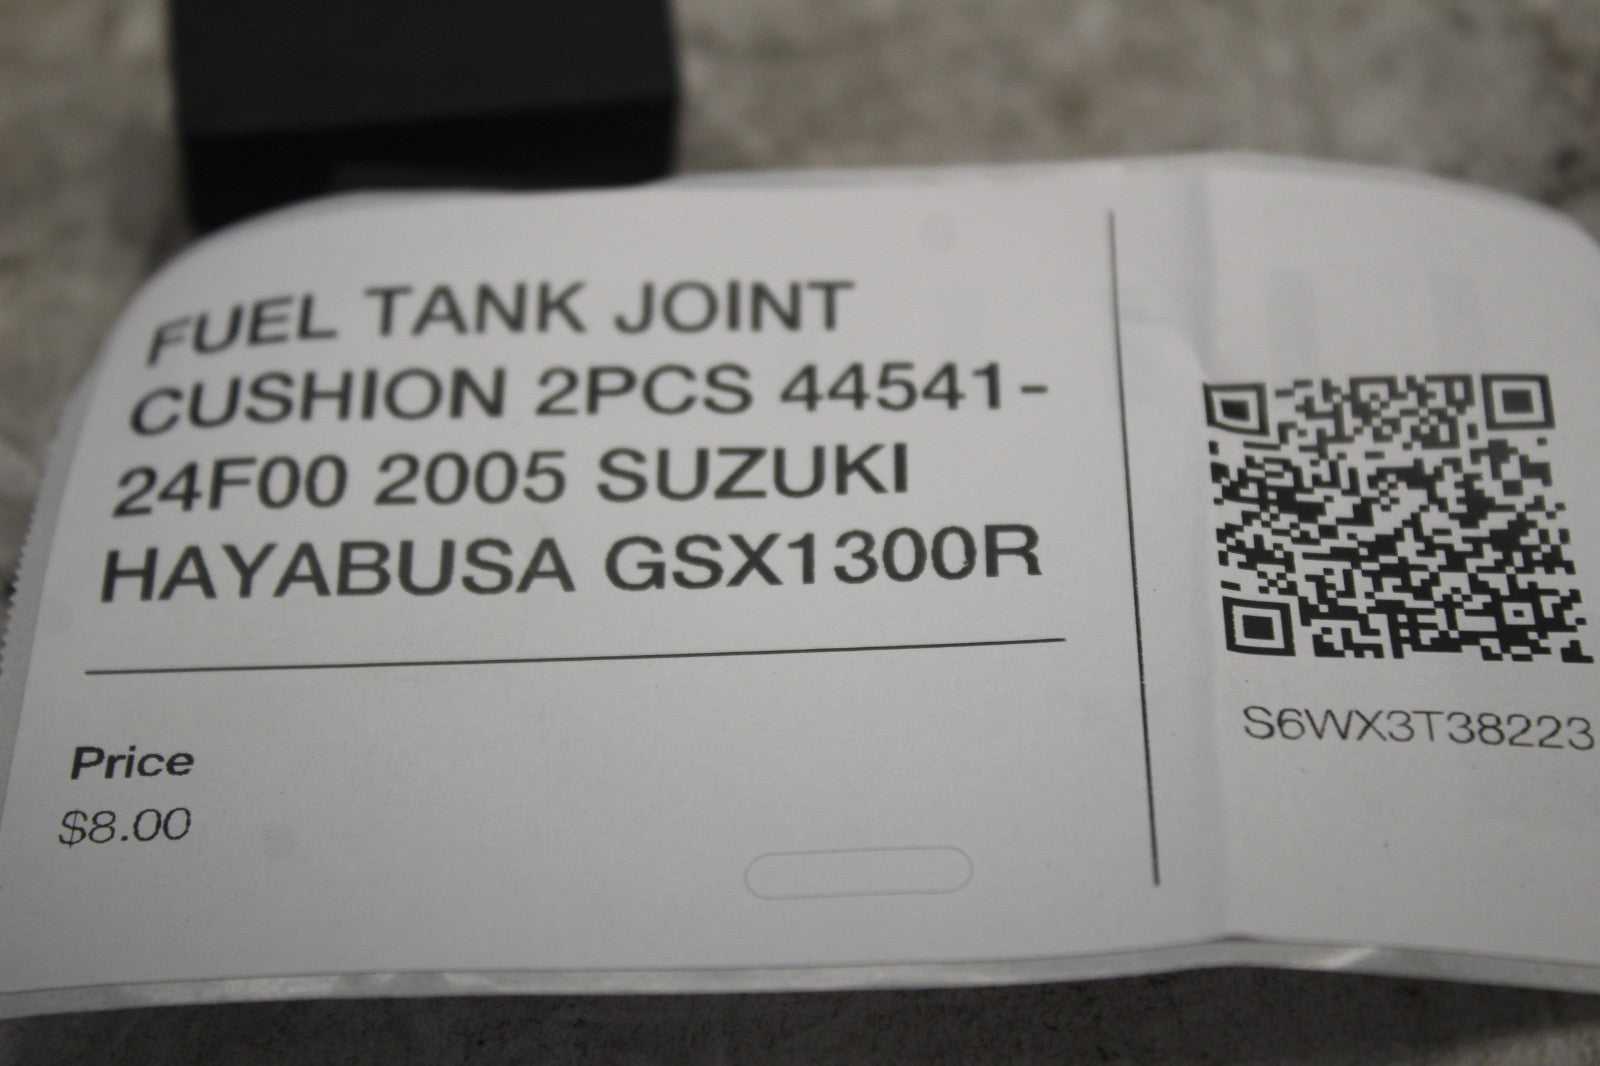 FUEL TANK JOINT
CUSHION 2PCS 44541-
24F00 2005 SUZUKI
HAYABUSA GSX1300R
Price
$8.00
S6WX3T38223